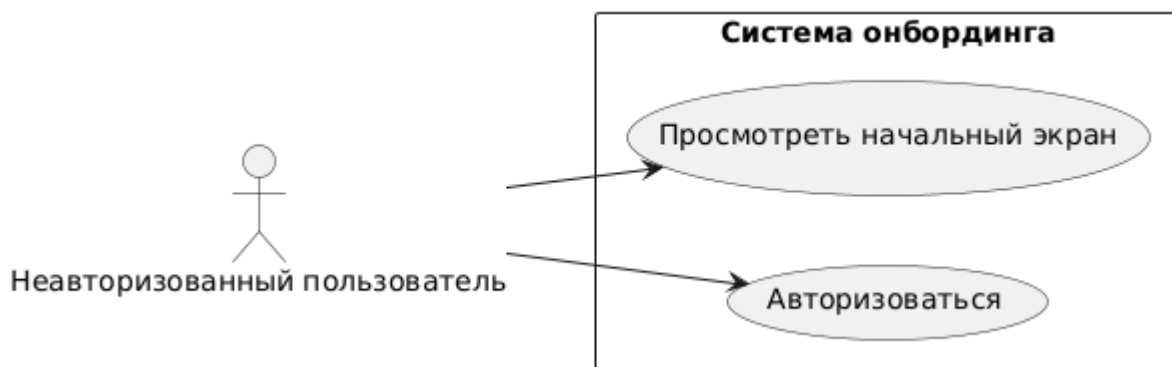 Система онбординга
Просмотреть начальный экран
Неавторизованный пользователь
Авторизоваться